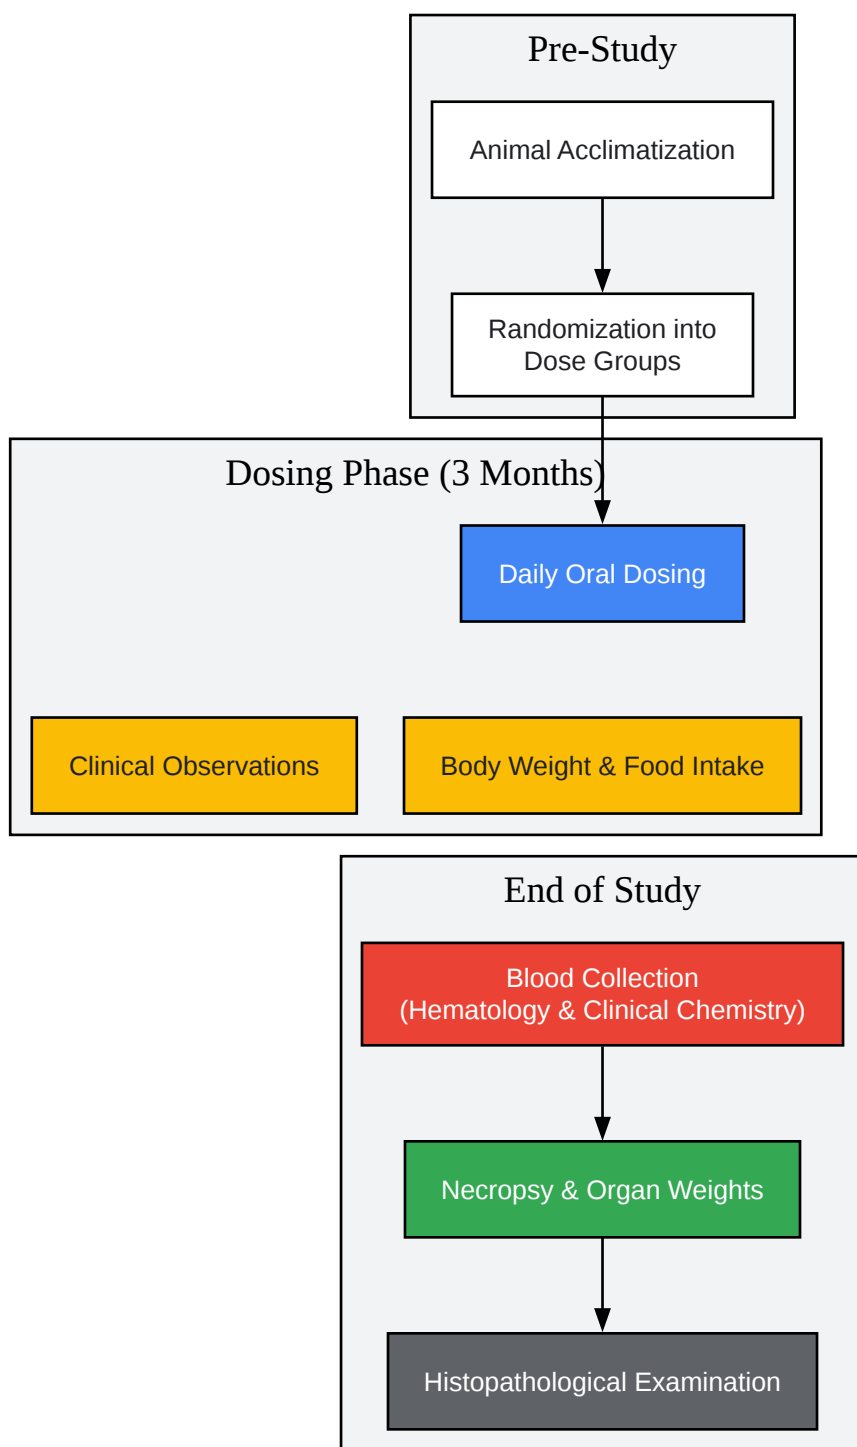 Pre-Study
Animal Acclimatization
Randomization into
Dose Groups
Dosing Phase (3 Months)
Daily Oral Dosing
Clinical Observations
Body Weight & Food Intake
End of Study
Blood Collection
(Hematology & Clinical Chemistry)
Necropsy & Organ Weights
Histopathological Examination